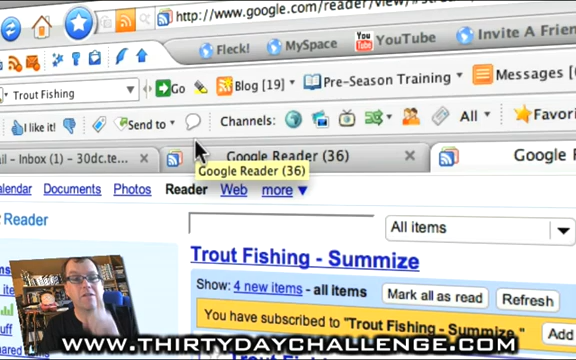 http://www.google.com/reader/view/#stre
Fleck! MySpace YouTube Invite A Frien
Trout Fishing Go Blog [19] Pre-Season Training Messages
I like it! Send to Channels: All Favori
il - Inbox (1) - 30dc.te... Google Reader (36) Google R
Google Reader (36)
alendar Documents Photos Reader Web more
Reader
All items
Trout Fishing - Summize
Show: 4 new items - all items Mark all as read Refresh
You have subscribed to "Trout Fishing - Summize ." Add
WWW.THIRTYDAYCHALLENGE.COM